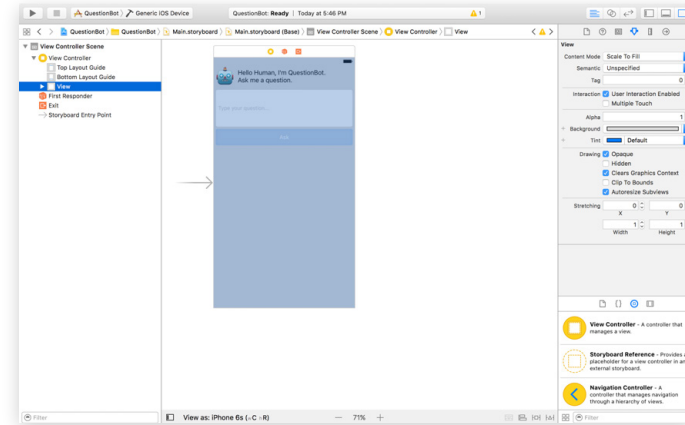 QuestionBot 〉 Generic iOS Device
QuestionBot: Ready | Today at 5:46 PM
1
QuestionBot 〉 QuestionBot 〉 Main.storyboard 〉 Main.storyboard (Base) 〉 View Controller Scene 〉 View Controller 〉 View
View Controller Scene
View Controller
Top Layout Guide
Bottom Layout Guide
View
First Responder
Exit
Storyboard Entry Point
Hello Human, I'm QuestionBot.
Ask me a question.
Type your question...
Ask
View
Content Mode Scale To Fill
Semantic Unspecified
Tag 0
Interaction User Interaction Enabled
Multiple Touch
Alpha 1
Background
Tint Default
Drawing Opaque
Hidden
Clears Graphics Context
Clip To Bounds
Autoresize Subviews
Stretching 0 0
X Y
1 1
Width Height
View Controller - A controller that
manages a view.
Storyboard Reference - Provides a
placeholder for a view controller in an
external storyboard.
Navigation Controller - A
controller that manages navigation
through a hierarchy of views.
Filter
View as: iPhone 6s (wC hR)
71%
Filter